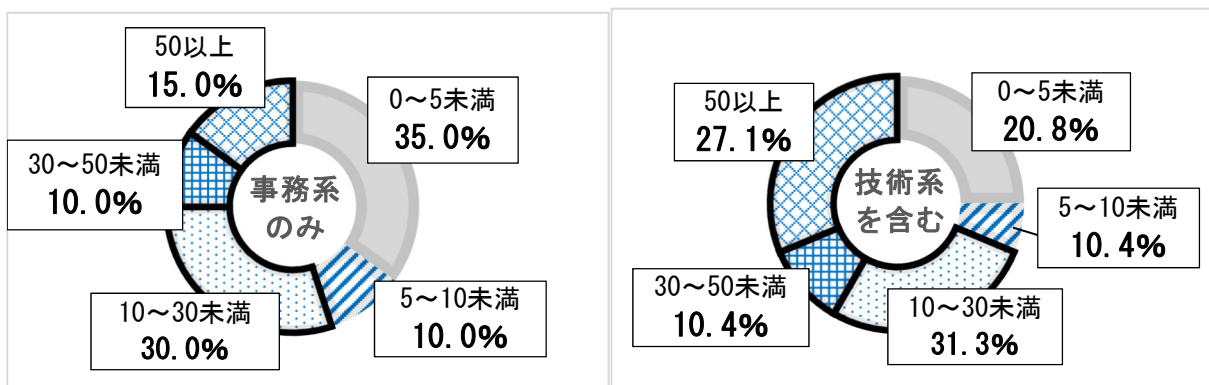 50以上
15.0%
0～5未満
35.0%
30～50未満
10.0%
事務系
のみ
10～30未満
30.0%
5～10未満
10.0%
50以上
27.1%
0～5未満
20.8%
技術系
を含む
5～10未満
10.4%
30～50未満
10.4%
10～30未満
31.3%